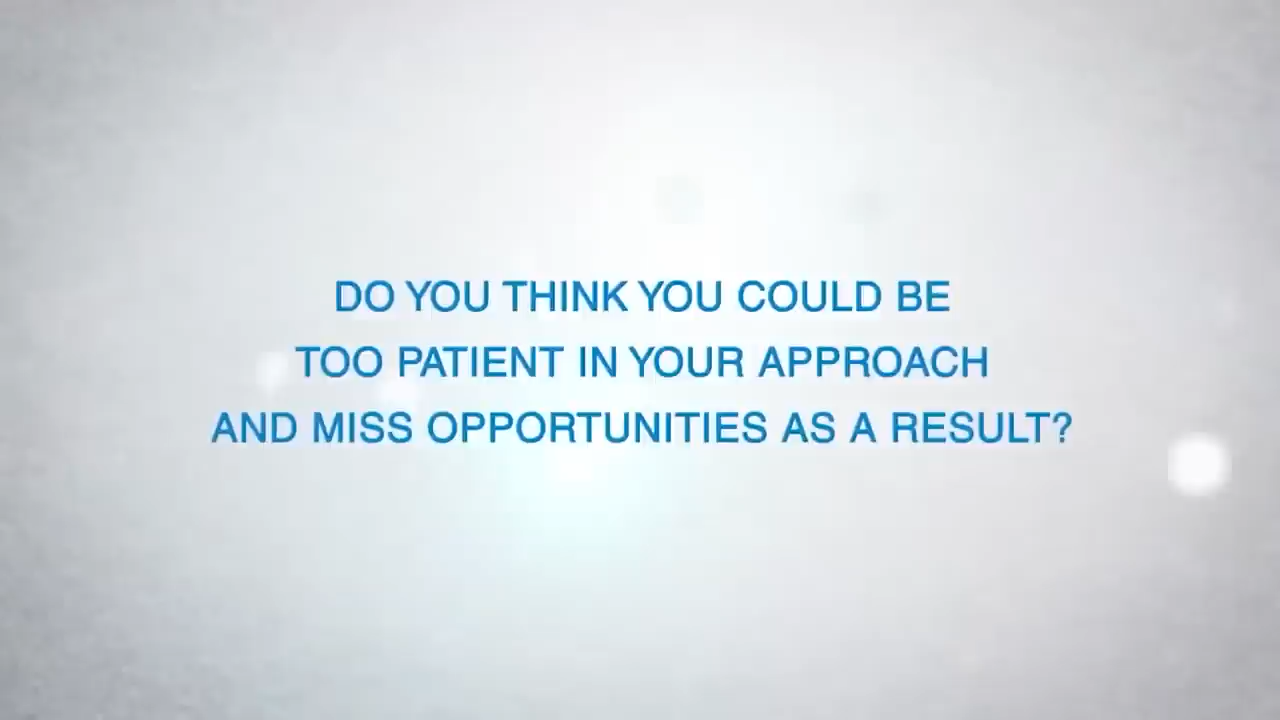 DO YOU THINK YOU COULD BE
TOO PATIENT IN YOUR APPROACH
AND MISS OPPORTUNITIES AS A RESULT?